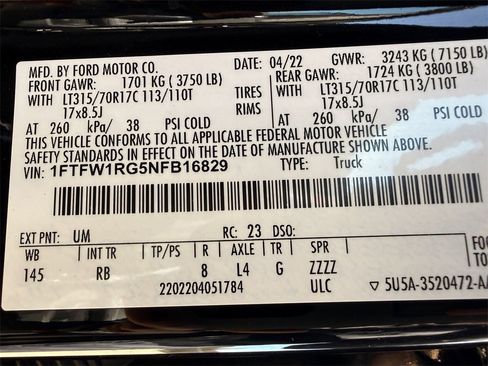 MFD. BY FORD MOTOR CO. 04/22 GVWR: 3243 KG (7150 LB)
FRONT GAWR: 1701 KG (3750 LB) REAR GAWR: 1724 KG (3800 LB)
WITH LT315/70R17C 113/110T TIRES WITH LT315/70R17C 113/110T
17x8.5J RIMS 17x8.5J
AT 260 kPa/ 38 PSI COLD AT 260 kPa/ 38 PSI COLD
THIS VEHICLE CONFORMS TO ALL APPLICABLE FEDERAL MOTOR VEHICLE
SAFETY STANDARDS IN EFFECT ON THE DATE OF MANUFACTURE SHOWN ABOVE.
VIN: 1FTFW1RG5NFB16829 TYPE: Truck
EXT PNT: UM RC: 23 DSO:
WB INT TR TP/PS R AXLE TR SPR
145 RB 8 L4 G ZZZZ
2202204051784 ULC ▽ 5U5A-3520472-A